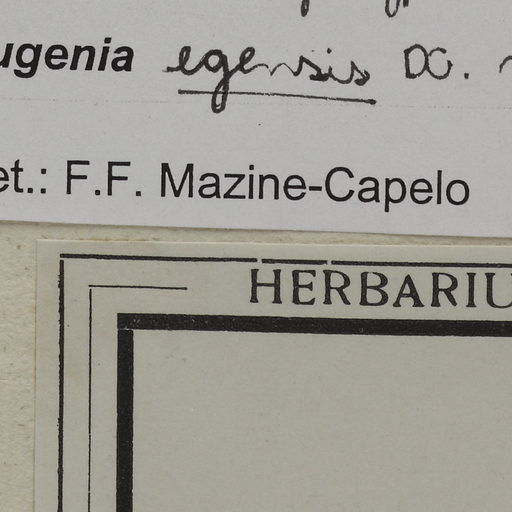 ugenia egensis DC.
et.: F.F. Mazine-Capelo
HERBARIU